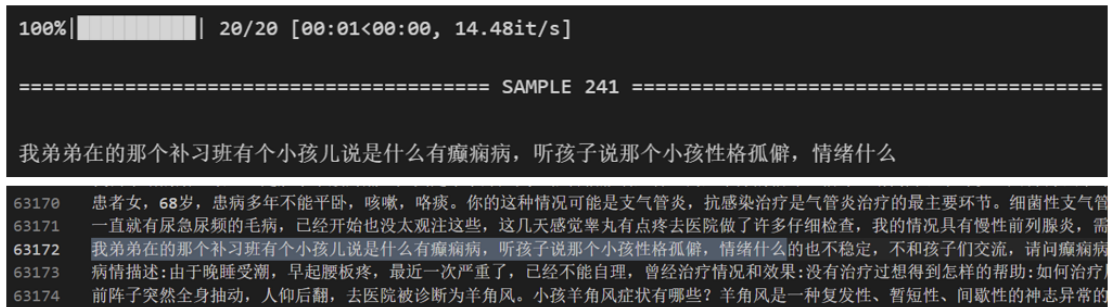 100%|██████████| 20/20 [00:01<00:00, 14.48it/s]
======================================== SAMPLE 241 ========================================
我弟弟在的那个补习班有个小孩儿说是什么有癫痫病，听孩子说那个小孩性格孤僻，情绪什么
63170 患者女，68岁，患病多年不能平卧，咳嗽，咯痰。你的这种情况可能是支气管炎，抗感染治疗是气管炎治疗的最主要环节。细菌性支气管
63171 一直就有尿急尿频的毛病，已经开始也没太观注这些，这几天感觉睾丸有点疼去医院做了许多仔细检查，我的情况具有慢性前列腺炎，需
63172 我弟弟在的那个补习班有个小孩儿说是什么有癫痫病，听孩子说那个小孩性格孤僻，情绪什么的也不稳定，不和孩子们交流，请问癫痫病
63173 病情描述:由于晚睡受潮，早起腰板疼，最近一次严重了，已经不能自理，曾经治疗情况和效果:没有治疗过想得到怎样的帮助:如何治疗
63174 前阵子突然全身抽动，人仰后翻，去医院被诊断为羊角风。小孩羊角风症状有哪些？羊角风是一种复发性、暂短性、间歇性的神志异常的